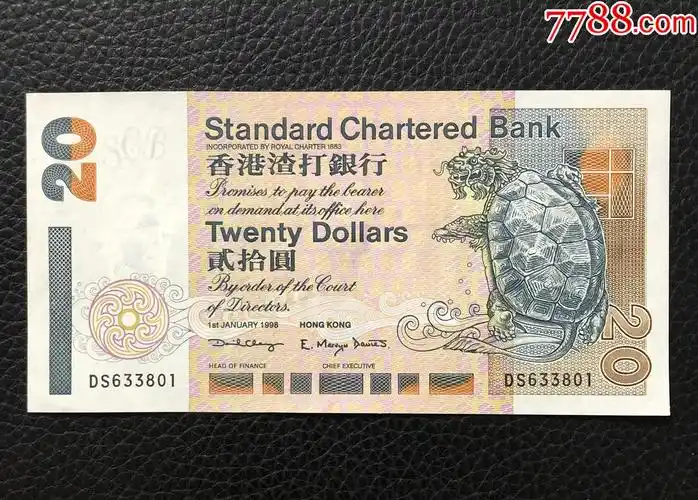 7788.com
20
Standard Chartered Bank
INCORPORATED BY ROYAL CHARTER 1853
香港渣打銀行
Promises to pay the bearer
on demand at its office here
Twenty Dollars
貳拾圓
By order of the Court
of Directors.
1st JANUARY 1998 HONG KONG
E. Mervyn Davies
HEAD OF FINANCE CHIEF EXECUTIVE
DS633801
DS633801
20